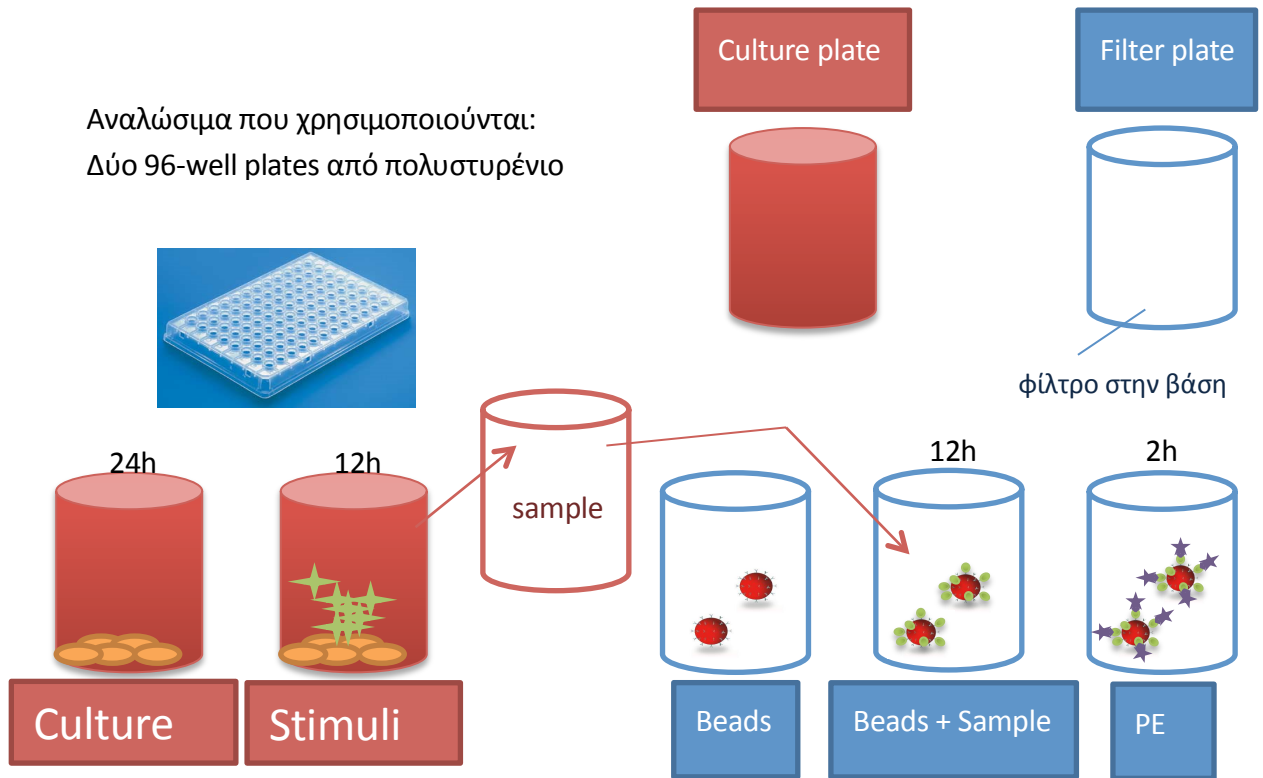 Culture plate
Filter plate
Αναλώσιμα που χρησιμοποιούνται:
Δύο 96-well plates από πολυστυρένιο
φίλτρο στην βάση
24h
12h
sample
12h
2h
Culture
Stimuli
Beads
Beads + Sample
PE